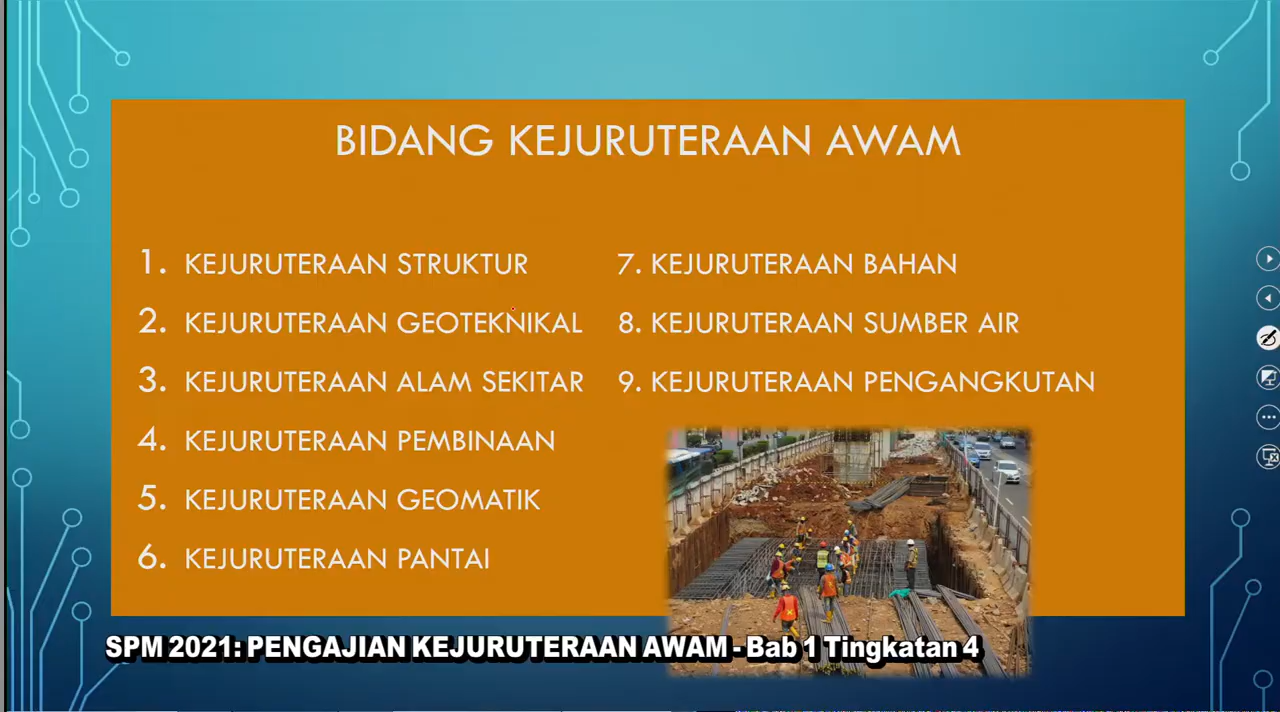 BIDANG KEJURUTERAAN AWAM
1. KEJURUTERAAN STRUKTUR
2. KEJURUTERAAN GEOTEKNIKAL
3. KEJURUTERAAN ALAM SEKITAR
4. KEJURUTERAAN PEMBINAAN
5. KEJURUTERAAN GEOMATIK
6. KEJURUTERAAN PANTAI
7. KEJURUTERAAN BAHAN
8. KEJURUTERAAN SUMBER AIR
9. KEJURUTERAAN PENGANGKUTAN
SPM 2021: PENGAJIAN KEJURUTERAAN AWAM - Bab 1 Tingkatan 4